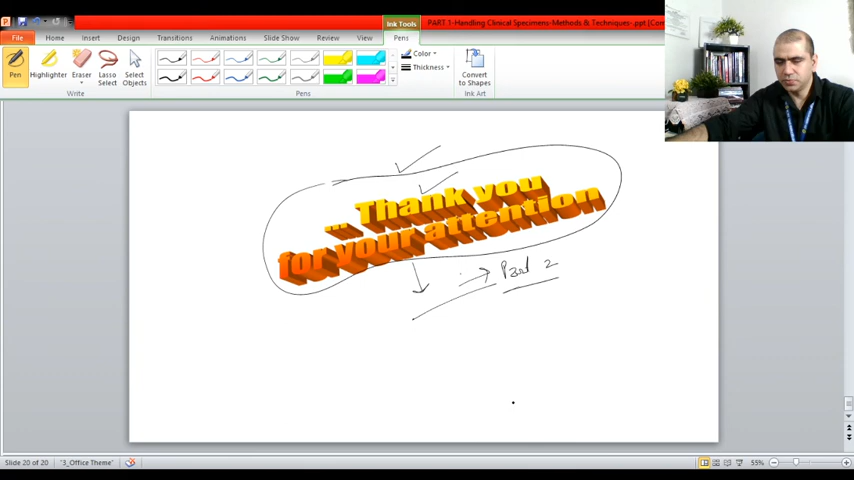 Ink Tools
PART 1-Handling Clinical Specimens-Methods & Techniques-.ppt [Com
File Home Insert Design Transitions Animations Slide Show Review View Pens
Pen Highlighter Eraser Lasso Select Select Objects
Color
Thickness
Convert to Shapes
Write Pens Ink Art
... Thank you
for your attention
Part 2
Slide 20 of 20 "3_Office Theme" 55%